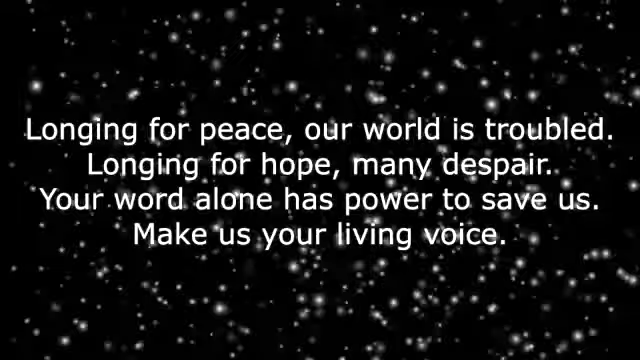 Longing for peace, our world is troubled.
Longing for hope, many despair.
Your word alone has power to save us.
Make us your living voice.